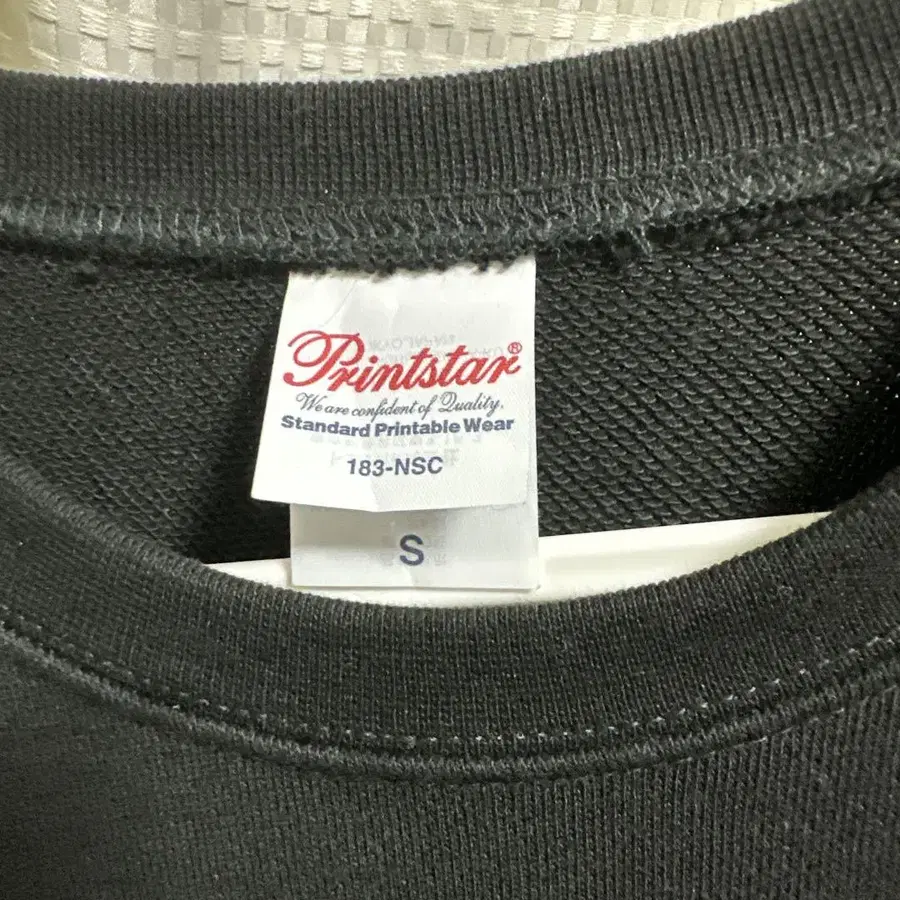 Printstar®
We are confident of Quality.
Standard Printable Wear
183-NSC
S